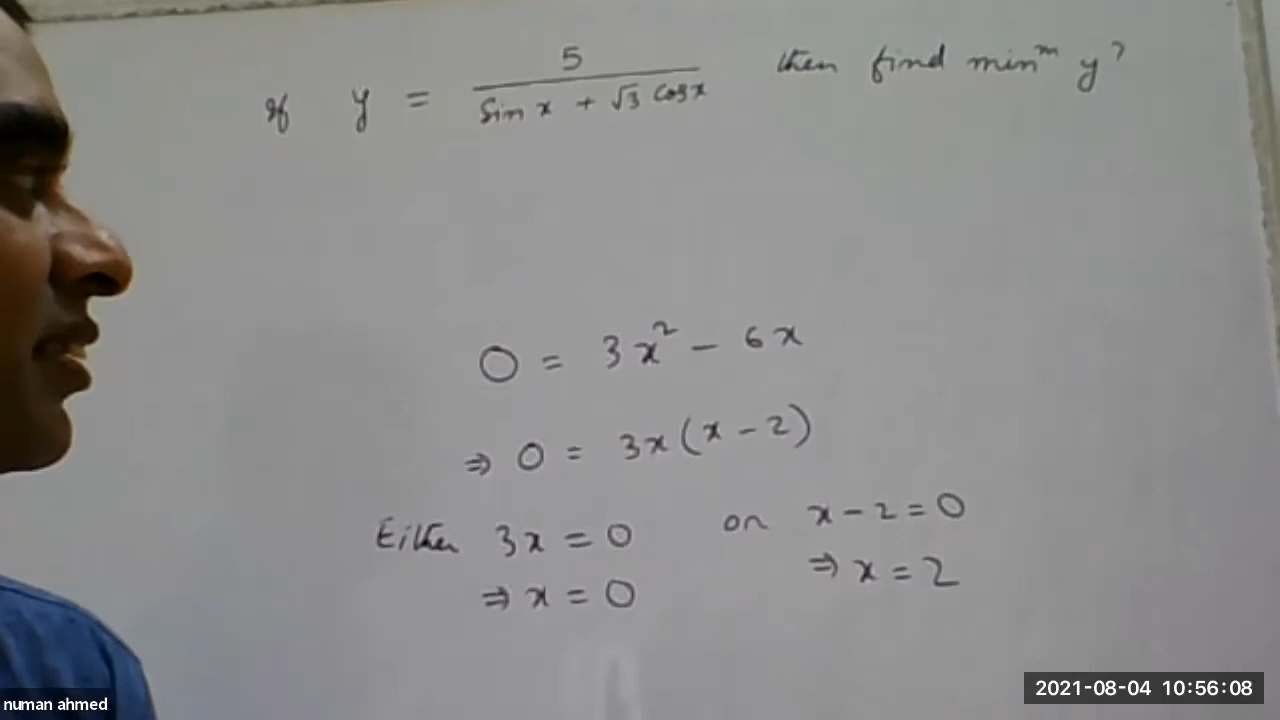 If y = 5 / (Sin x + √3 cosx) then find minᵐ y?
0 = 3x² - 6x
⇒ 0 = 3x(x - 2)
Either 3x = 0 or x - 2 = 0
⇒ x = 0 ⇒ x = 2
numan ahmed
2021-08-04 10:56:08